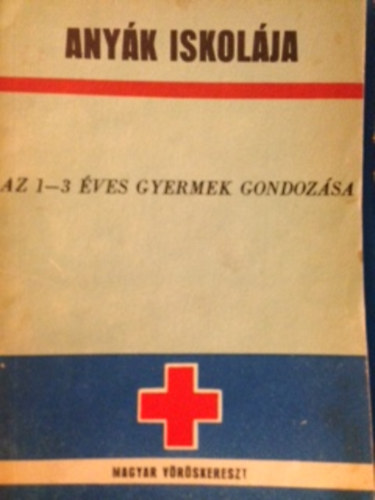 ANYÁK ISKOLÁJA
AZ 1—3 ÉVES GYERMEK GONDOZÁSA
MAGYAR VÖRÖSKERESZT